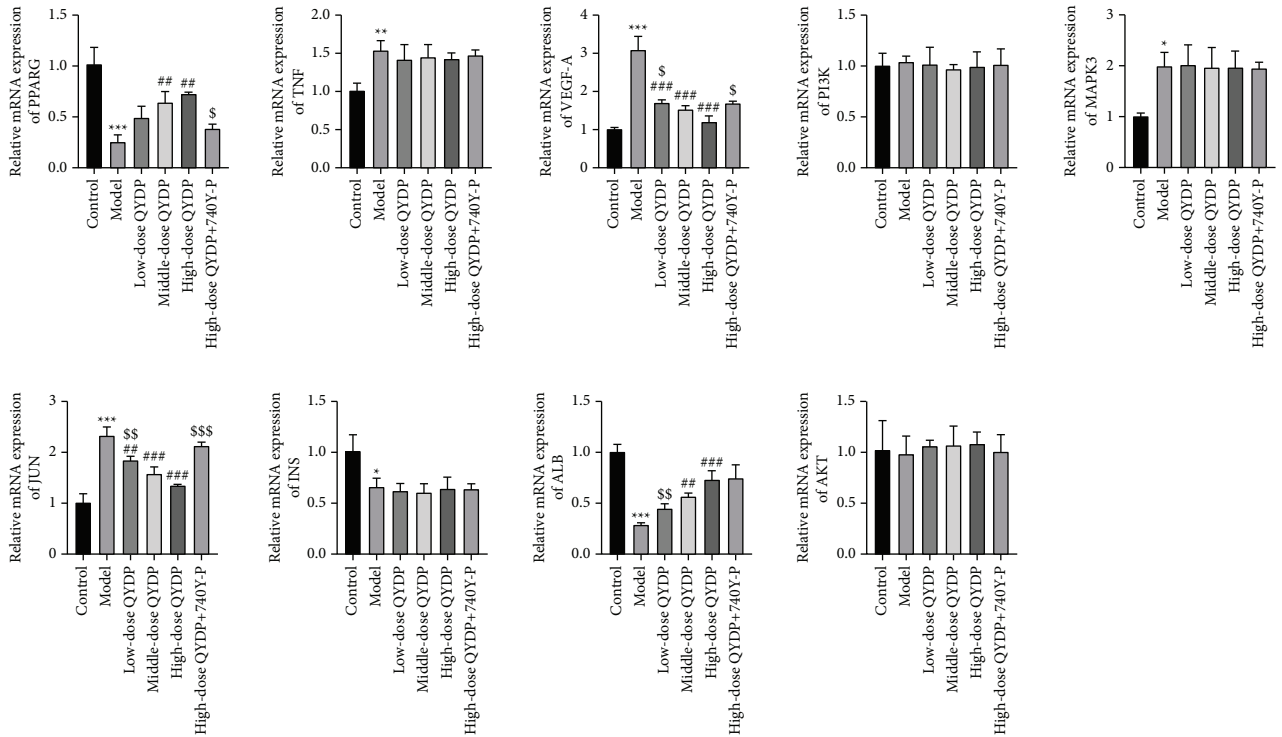 Relative mRNA expression
of PPARG
1.5
1.0
0.5
0.0
***
##
##
$
Control
Model
Low-dose QYDP
Middle-dose QYDP
High-dose QYDP
High-dose QYDP+740Y-P
Relative mRNA expression
of TNF
2.0
1.5
1.0
0.5
0.0
**
Control
Model
Low-dose QYDP
Middle-dose QYDP
High-dose QYDP
High-dose QYDP+740Y-P
Relative mRNA expression
of VEGF-A
4
3
2
1
0
***
$
###
###
###
$
Control
Model
Low-dose QYDP
Middle-dose QYDP
High-dose QYDP
High-dose QYDP+740Y-P
Relative mRNA expression
of PI3K
1.5
1.0
0.5
0.0
Control
Model
Low-dose QYDP
Middle-dose QYDP
High-dose QYDP
High-dose QYDP+740Y-P
Relative mRNA expression
of MAPK3
3
2
1
0
*
Control
Model
Low-dose QYDP
Middle-dose QYDP
High-dose QYDP
High-dose QYDP+740Y-P
Relative mRNA expression
of JUN
3
2
1
0
***
$$
##
###
###
$$$
Control
Model
Low-dose QYDP
Middle-dose QYDP
High-dose QYDP
High-dose QYDP+740Y-P
Relative mRNA expression
of INS
1.5
1.0
0.5
0.0
*
Control
Model
Low-dose QYDP
Middle-dose QYDP
High-dose QYDP
High-dose QYDP+740Y-P
Relative mRNA expression
of ALB
1.5
1.0
0.5
0.0
***
$$
##
###
Control
Model
Low-dose QYDP
Middle-dose QYDP
High-dose QYDP
High-dose QYDP+740Y-P
Relative mRNA expression
of AKT
1.5
1.0
0.5
0.0
Control
Model
Low-dose QYDP
Middle-dose QYDP
High-dose QYDP
High-dose QYDP+740Y-P